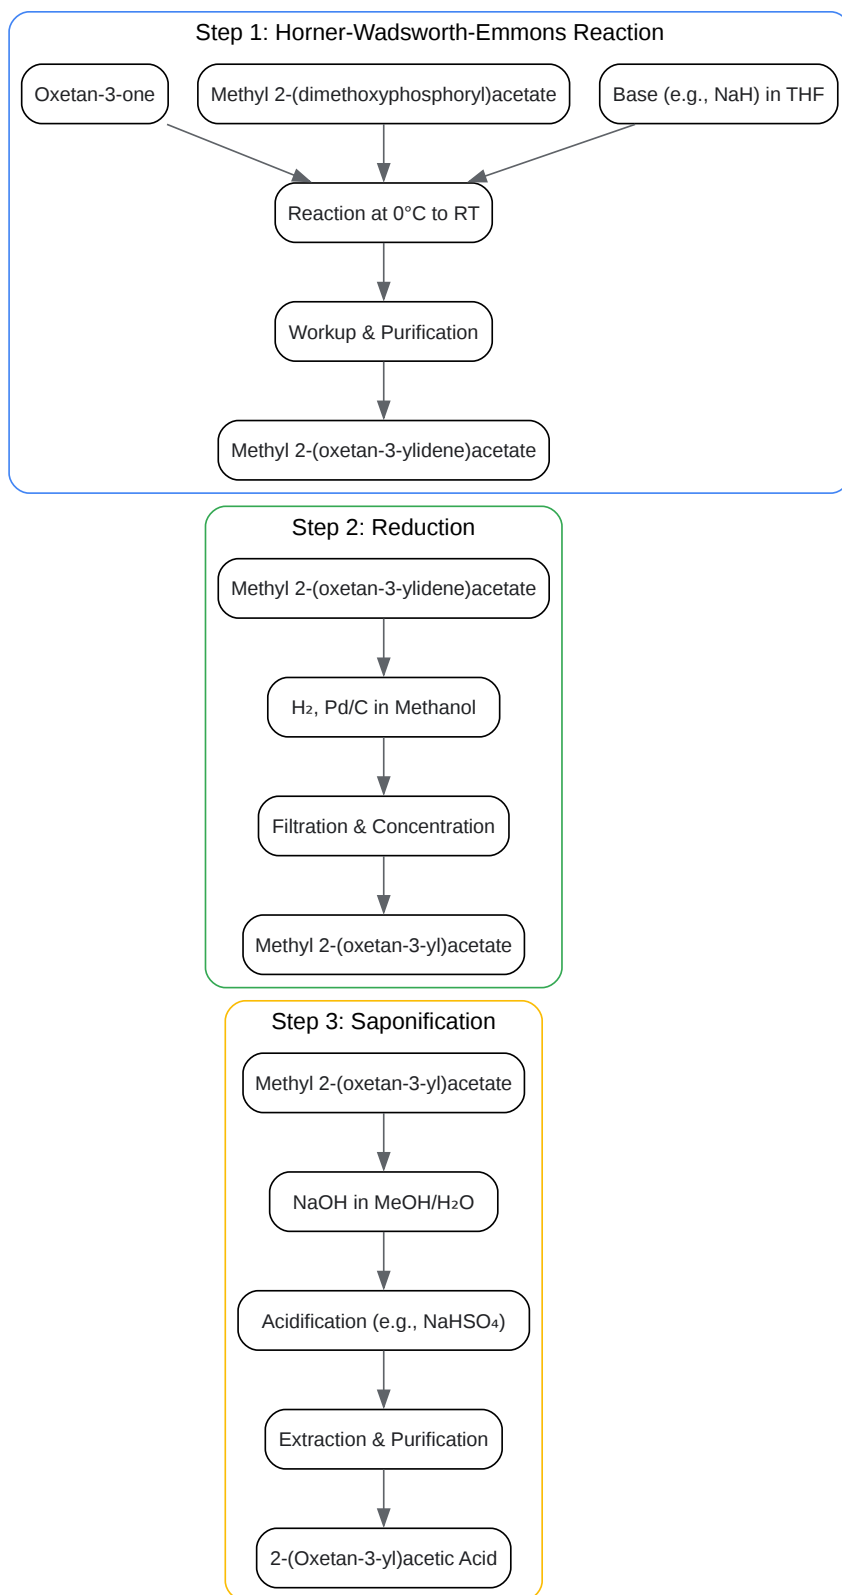 Step 1: Horner-Wadsworth-Emmons Reaction
Oxetan-3-one
Methyl 2-(dimethoxyphosphoryl)acetate
Base (e.g., NaH) in THF
Reaction at 0°C to RT
Workup & Purification
Methyl 2-(oxetan-3-ylidene)acetate
Step 2: Reduction
Methyl 2-(oxetan-3-ylidene)acetate
H₂, Pd/C in Methanol
Filtration & Concentration
Methyl 2-(oxetan-3-yl)acetate
Step 3: Saponification
Methyl 2-(oxetan-3-yl)acetate
NaOH in MeOH/H₂O
Acidification (e.g., NaHSO₄)
Extraction & Purification
2-(Oxetan-3-yl)acetic Acid